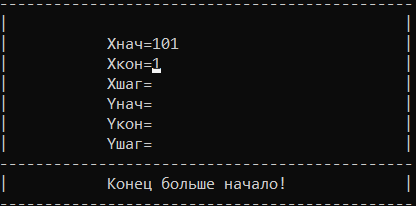 Xнач=101
Xкон=1
Xшаг=
Yнач=
Yкон=
Yшаг=
Конец больше начало!